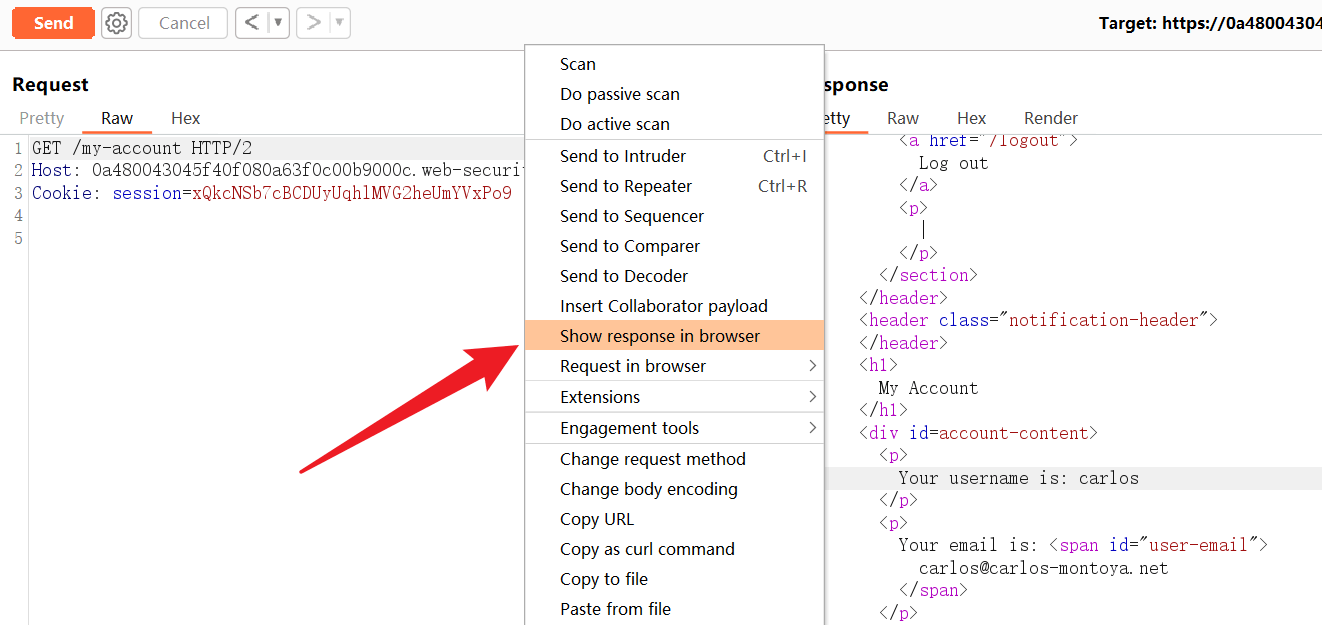 Send
Cancel
Target: https://0a48004304
Request
Pretty Raw Hex
1 GET /my-account HTTP/2
2 Host: 0a480043045f40f080a63f0c00b9000c.web-securi
3 Cookie: session=xQkcNSb7cBCDUyUqhlMVG2heUmYVxPo9
4
5
Scan
Do passive scan
Do active scan
Send to Intruder Ctrl+I
Send to Repeater Ctrl+R
Send to Sequencer
Send to Comparer
Send to Decoder
Insert Collaborator payload
Show response in browser
Request in browser
Extensions
Engagement tools
Change request method
Change body encoding
Copy URL
Copy as curl command
Copy to file
Paste from file
sponse
etty Raw Hex Render
<a href="/logout">
Log out
</a>
<p>
|
</p>
</section>
</header>
<header class="notification-header">
</header>
<h1>
My Account
</h1>
<div id=account-content>
<p>
Your username is: carlos
</p>
<p>
Your email is: <span id="user-email">
carlos@carlos-montoya.net
</span>
</p>